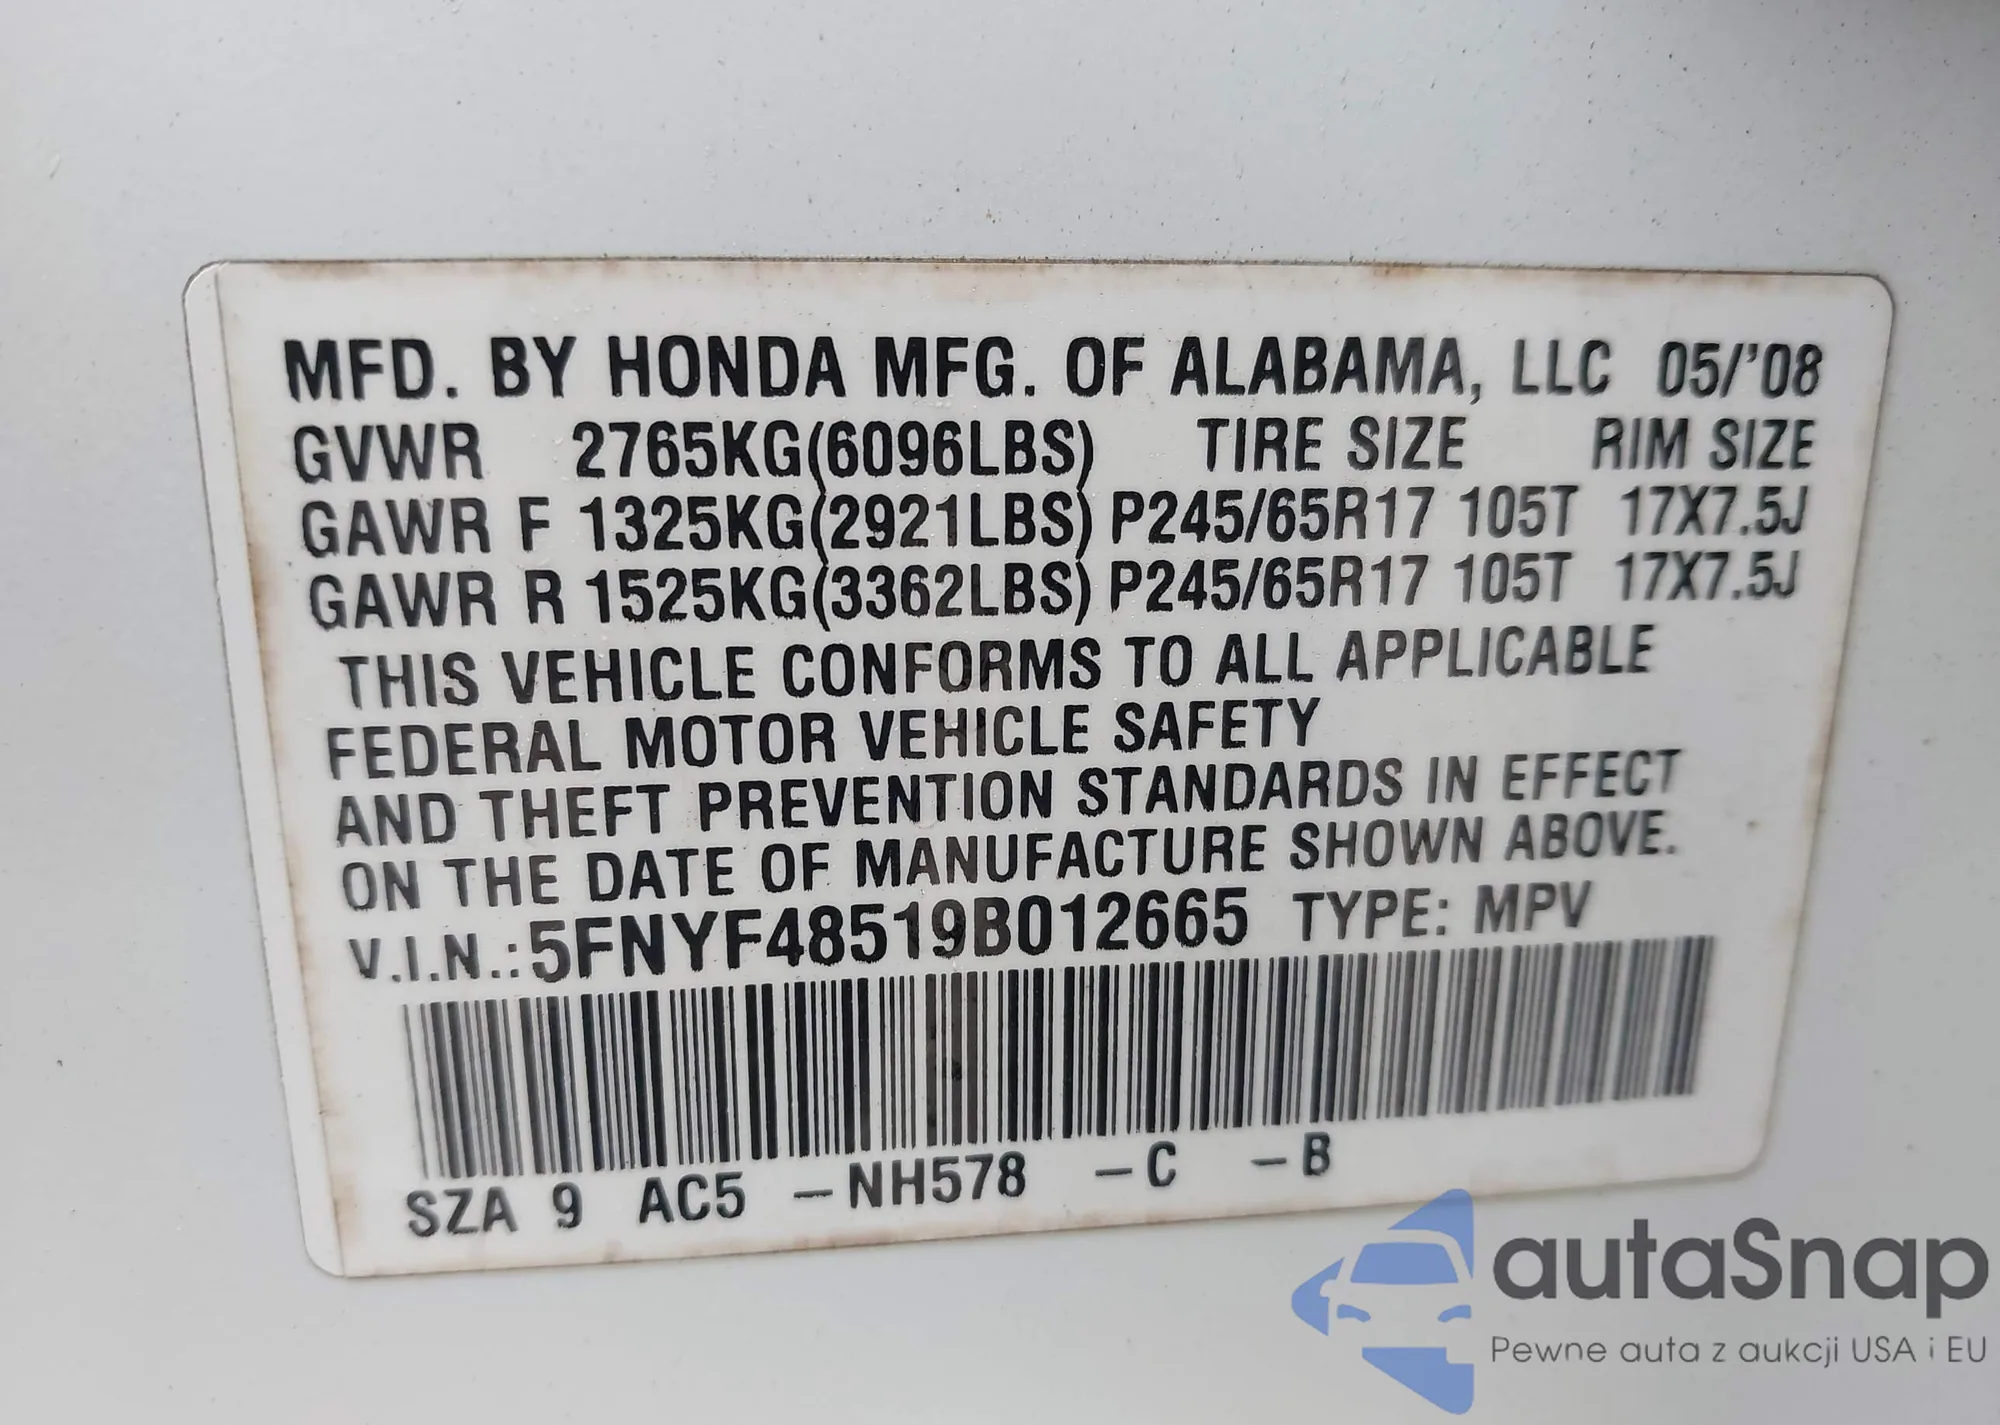 MFD. BY HONDA MFG. OF ALABAMA, LLC 05/'08
GVWR 2765KG(6096LBS) TIRE SIZE RIM SIZE
GAWR F 1325KG(2921LBS) P245/65R17 105T 17X7.5J
GAWR R 1525KG(3362LBS) P245/65R17 105T 17X7.5J
THIS VEHICLE CONFORMS TO ALL APPLICABLE
FEDERAL MOTOR VEHICLE SAFETY
AND THEFT PREVENTION STANDARDS IN EFFECT
ON THE DATE OF MANUFACTURE SHOWN ABOVE.
V.I.N.:5FNYF48519B012665 TYPE: MPV
SZA 9 AC5 –NH578 –C –B
autaSnap
Pewne auta z aukcji USA i EU